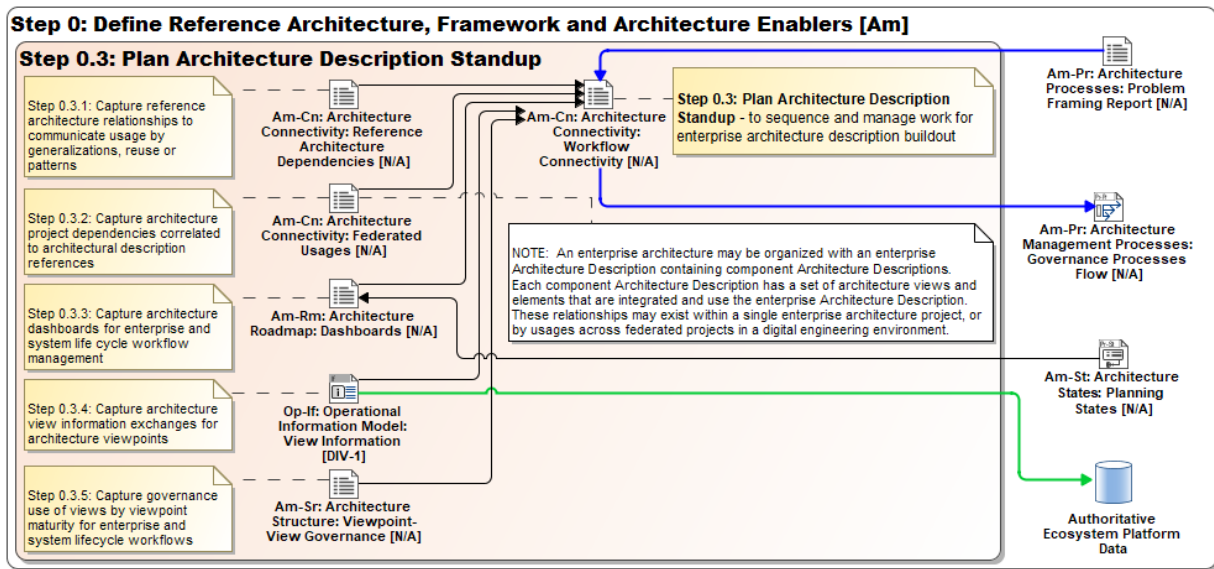 Step 0: Define Reference Architecture, Framework and Architecture Enablers [Am]
Step 0.3: Plan Architecture Description Standup
Step 0.3.1: Capture reference
architecture relationships to
communicate usage by
generalizations, reuse or
patterns
Am-Cn: Architecture
Connectivity: Reference
Architecture
Dependencies [N/A]
Am-Cn: Architecture
Connectivity:
Workflow
Connectivity [N/A]
Step 0.3: Plan Architecture Description
Standup - to sequence and manage work for
enterprise architecture description buildout
Am-Pr: Architecture
Processes: Problem
Framing Report [N/A]
Step 0.3.2: Capture architecture
project dependencies correlated
to architectural description
references
Am-Cn: Architecture
Connectivity: Federated
Usages [N/A]
NOTE: An enterprise architecture may be organized with an enterprise
Architecture Description containing component Architecture Descriptions.
Each component Architecture Description has a set of architecture views and
elements that are integrated and use the enterprise Architecture Description.
These relationships may exist within a single enterprise architecture project, or
by usages across federated projects in a digital engineering environment.
Am-Pr: Architecture
Management Processes:
Governance Processes
Flow [N/A]
Step 0.3.3: Capture architecture
dashboards for enterprise and
system life cycle workflow
management
Am-Rm: Architecture
Roadmap: Dashboards [N/A]
Am-St: Architecture
States: Planning
States [N/A]
Step 0.3.4: Capture architecture
view information exchanges for
architecture viewpoints
Op-If: Operational
Information Model:
View Information
[DIV-1]
Step 0.3.5: Capture governance
use of views by viewpoint
maturity for enterprise and
system lifecycle workflows
Am-Sr: Architecture
Structure: Viewpoint-
View Governance [N/A]
Authoritative
Ecosystem Platform
Data